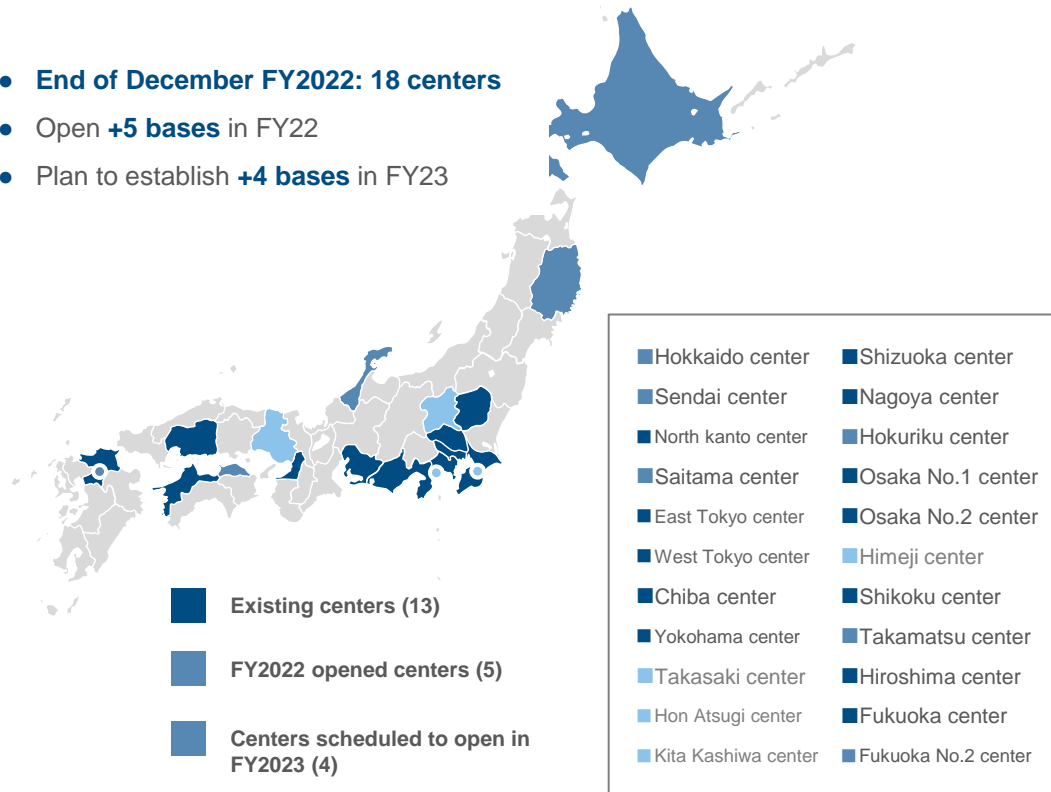 ● End of December FY2022: 18 centers
● Open +5 bases in FY22
● Plan to establish +4 bases in FY23
Existing centers (13)
FY2022 opened centers (5)
Centers scheduled to open in
FY2023 (4)
Hokkaido center
Sendai center
North kanto center
Saitama center
East Tokyo center
West Tokyo center
Chiba center
Yokohama center
Takasaki center
Hon Atsugi center
Kita Kashiwa center
Shizuoka center
Nagoya center
Hokuriku center
Osaka No.1 center
Osaka No.2 center
Himeji center
Shikoku center
Takamatsu center
Hiroshima center
Fukuoka center
Fukuoka No.2 center